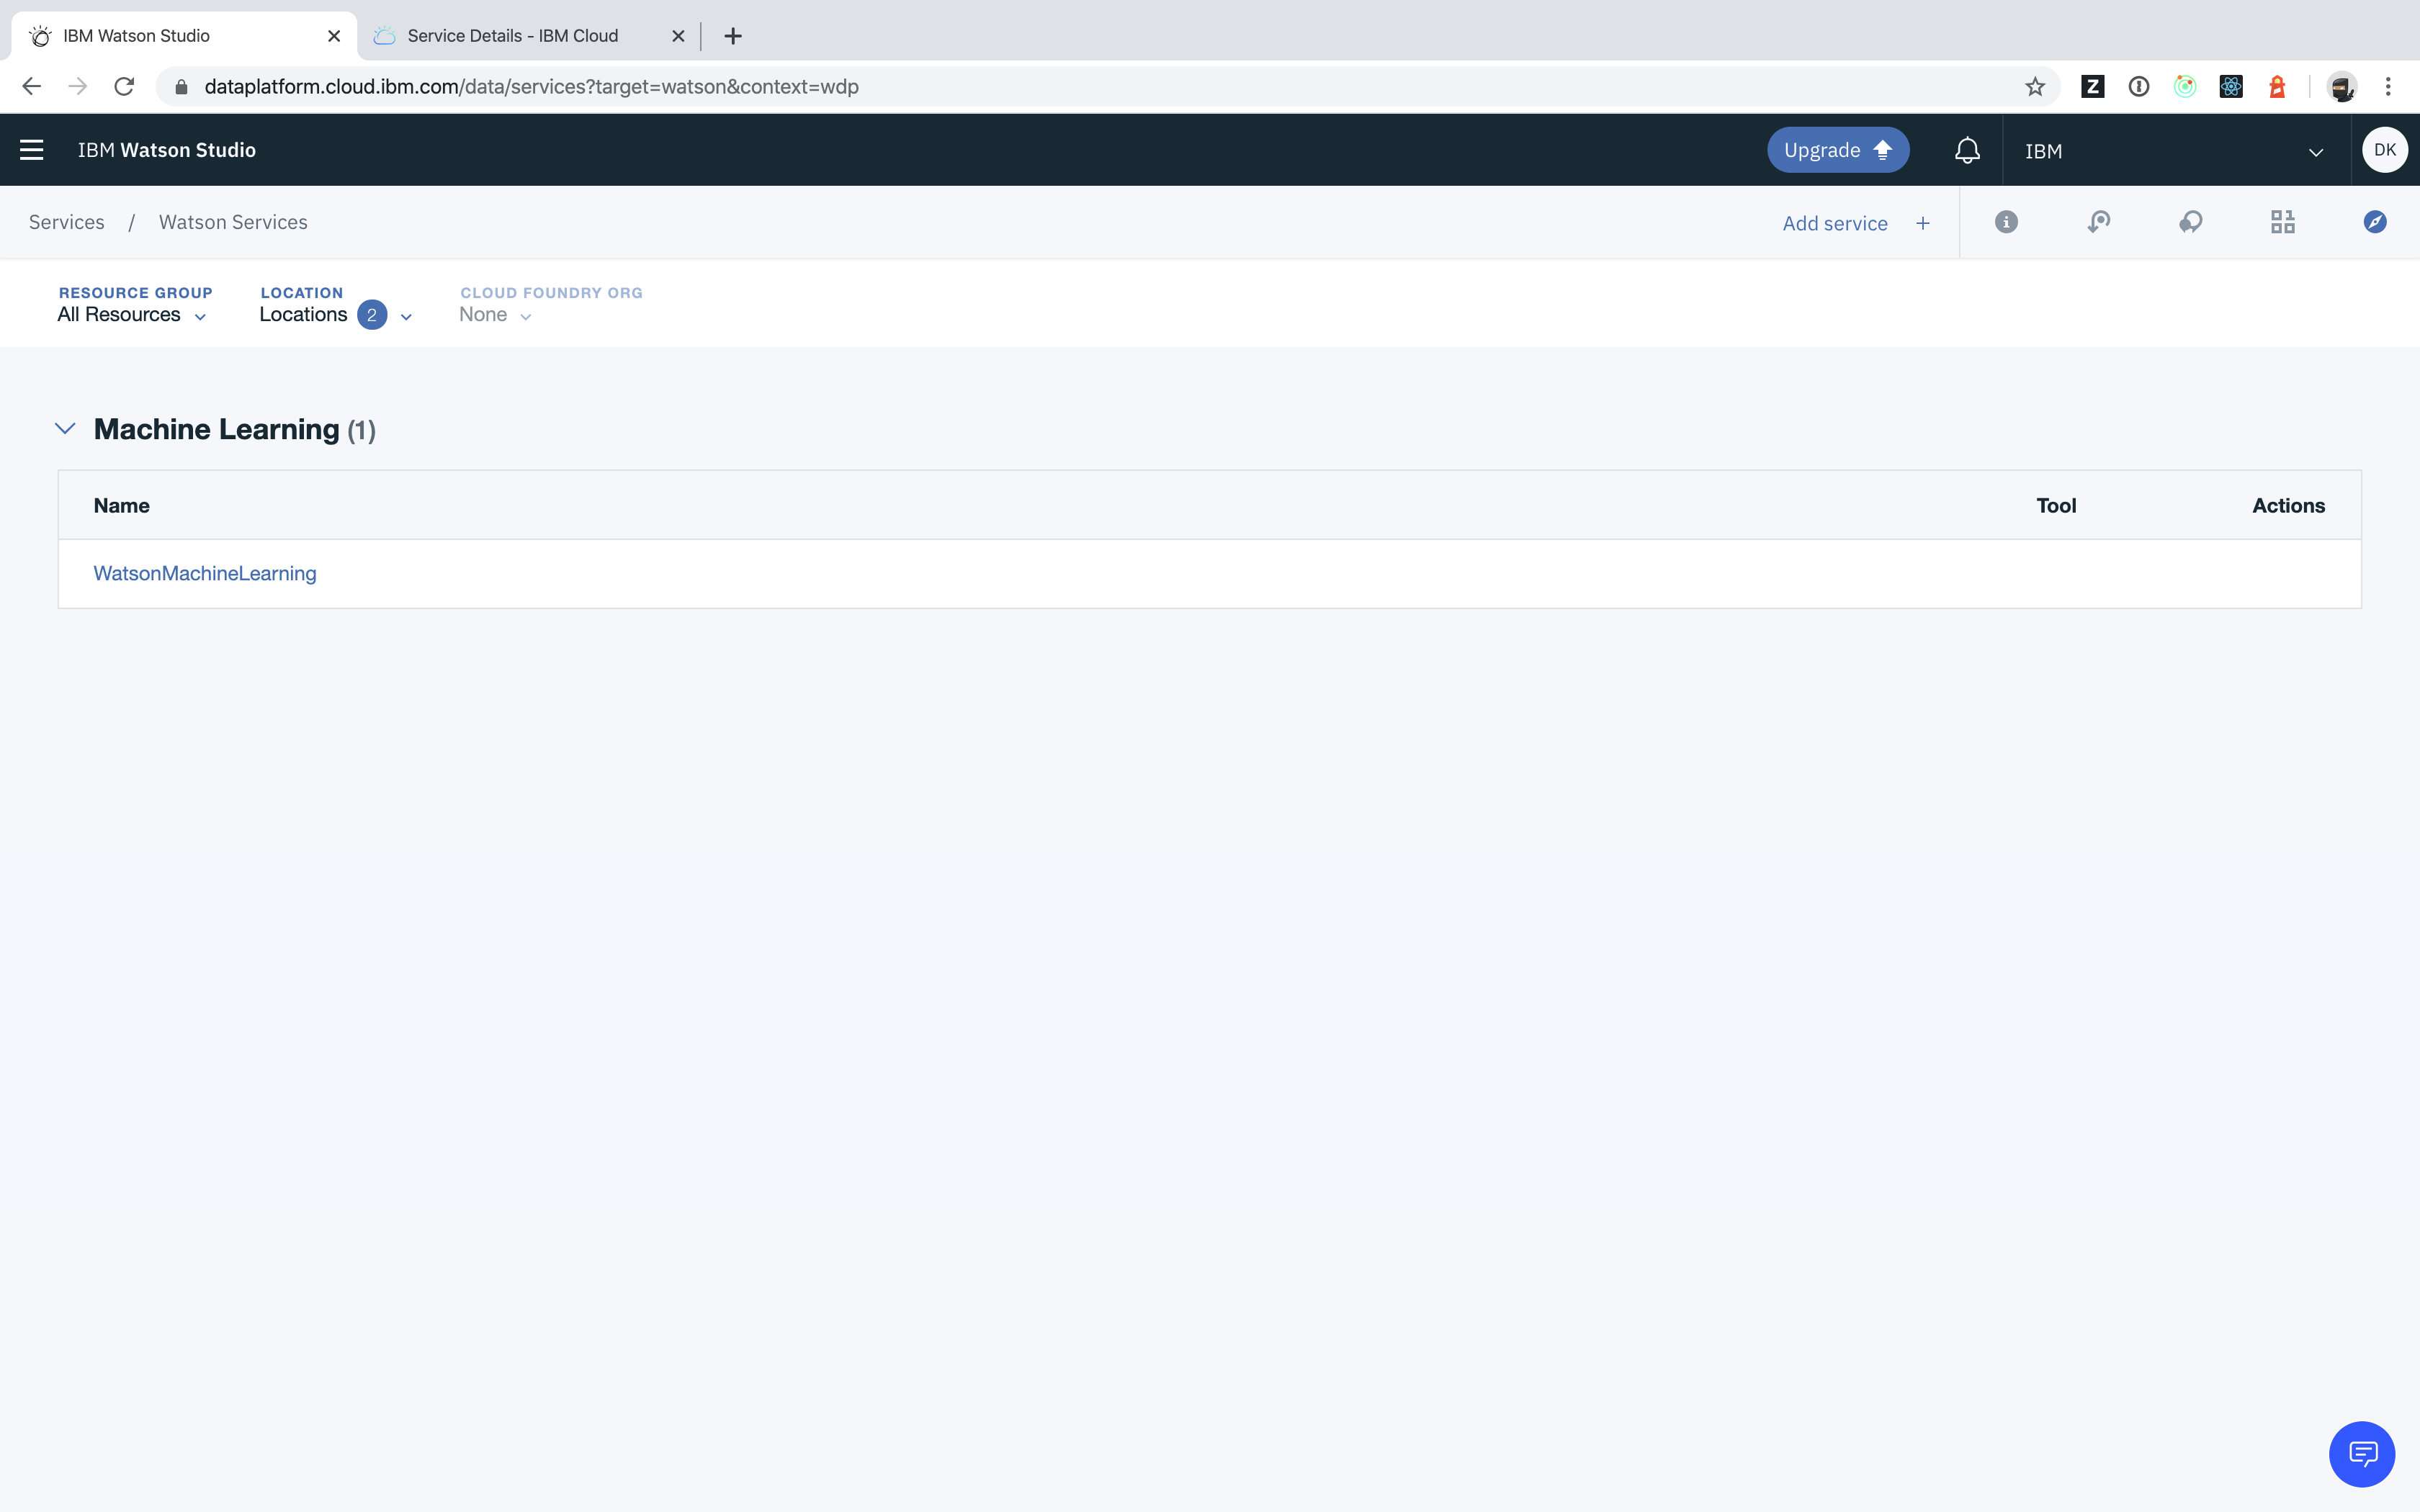 IBM Watson Studio
Service Details - IBM Cloud
dataplatform.cloud.ibm.com/data/services?target=watson&context=wdp
Z
IBM Watson Studio
Upgrade
IBM
DK
Services / Watson Services
Add service +
RESOURCE GROUP
All Resources
LOCATION
Locations 2
CLOUD FOUNDRY ORG
None
Machine Learning (1)
Name Tool Actions
WatsonMachineLearning